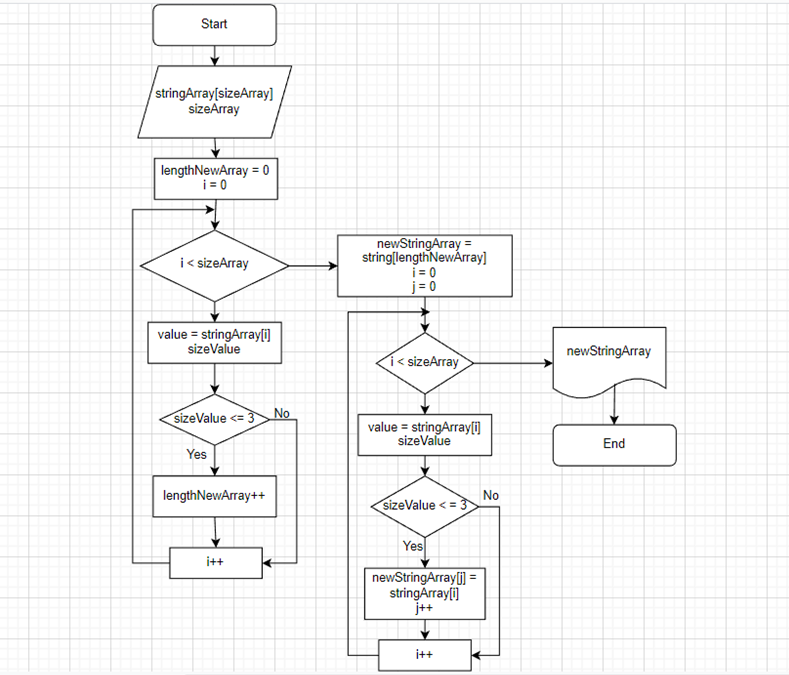 Start
stringArray[sizeArray]
sizeArray
lengthNewArray = 0
i = 0
i < sizeArray
value = stringArray[i]
sizeValue
sizeValue <= 3
No
Yes
lengthNewArray++
i++
newStringArray =
string[lengthNewArray]
i = 0
j = 0
i < sizeArray
value = stringArray[i]
sizeValue
sizeValue < = 3
No
Yes
newStringArray[j] =
stringArray[i]
j++
i++
newStringArray
End